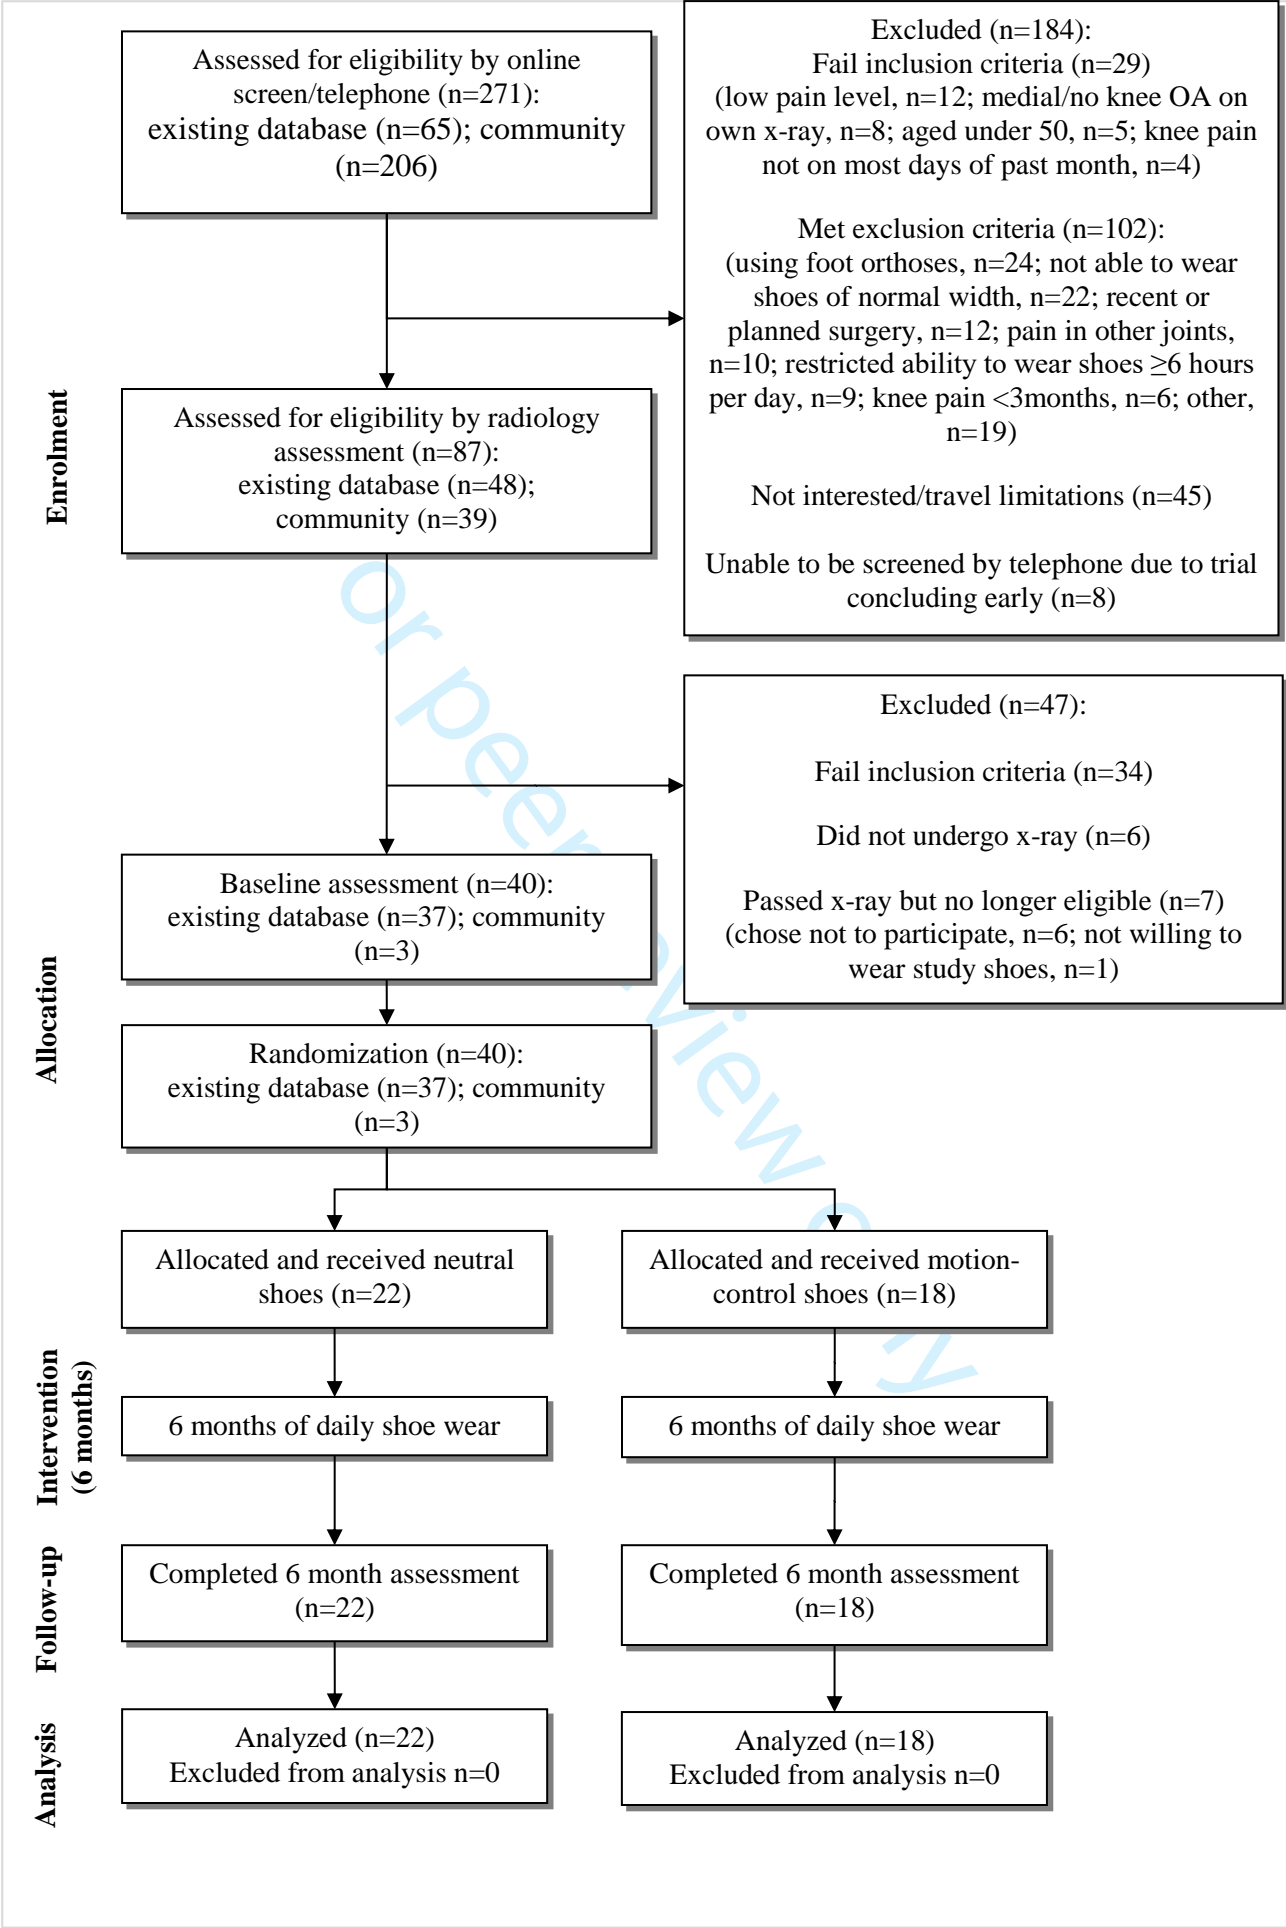 Assessed for eligibility by online
screen/telephone (n=271):
existing database (n=65); community
(n=206)
Excluded (n=184):
Fail inclusion criteria (n=29)
(low pain level, n=12; medial/no knee OA on
own x-ray, n=8; aged under 50, n=5; knee pain
not on most days of past month, n=4)
Met exclusion criteria (n=102):
(using foot orthoses, n=24; not able to wear
shoes of normal width, n=22; recent or
planned surgery, n=12; pain in other joints,
n=10; restricted ability to wear shoes ≥6 hours
per day, n=9; knee pain <3months, n=6; other,
n=19)
Not interested/travel limitations (n=45)
Unable to be screened by telephone due to trial
concluding early (n=8)
Enrolment
Assessed for eligibility by radiology
assessment (n=87):
existing database (n=48);
community (n=39)
Excluded (n=47):
Fail inclusion criteria (n=34)
Did not undergo x-ray (n=6)
Passed x-ray but no longer eligible (n=7)
(chose not to participate, n=6; not willing to
wear study shoes, n=1)
Baseline assessment (n=40):
existing database (n=37); community
(n=3)
Allocation
Randomization (n=40):
existing database (n=37); community
(n=3)
Allocated and received neutral
shoes (n=22)
Allocated and received motion-
control shoes (n=18)
Intervention
(6 months)
6 months of daily shoe wear
6 months of daily shoe wear
Follow-up
Completed 6 month assessment
(n=22)
Completed 6 month assessment
(n=18)
Analysis
Analyzed (n=22)
Excluded from analysis n=0
Analyzed (n=18)
Excluded from analysis n=0